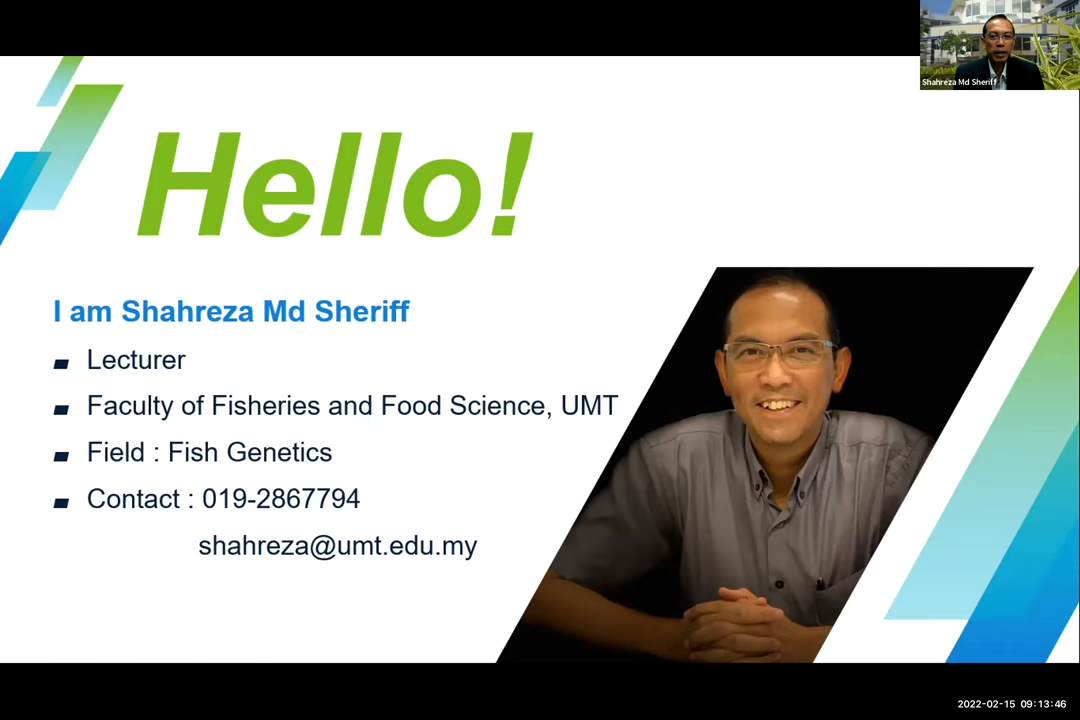 Shahreza Md Sheriff
Hello!
I am Shahreza Md Sheriff
Lecturer
Faculty of Fisheries and Food Science, UMT
Field : Fish Genetics
Contact : 019-2867794
shahreza@umt.edu.my
2022-02-15 09:13:46